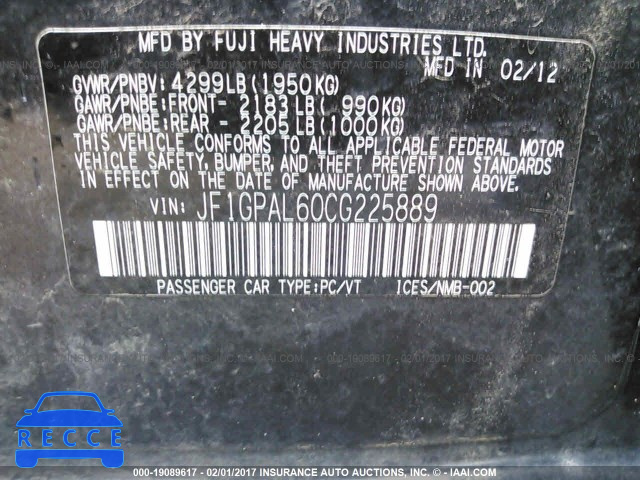 MFD BY FUJI HEAVY INDUSTRIES LTD.
MFD IN 02/12
GVWR/PNBV: 4299LB(1950KG)
GAWR/PNBE:FRONT- 2183LB( 990KG)
GAWR/PNBE:REAR - 2205LB(1000KG)
THIS VEHICLE CONFORMS TO ALL APPLICABLE FEDERAL MOTOR
VEHICLE SAFETY, BUMPER, AND THEFT PREVENTION STANDARDS
IN EFFECT ON THE DATE OF MANUFACTURE SHOWN ABOVE.
VIN: JF1GPAL60CG225889
PASSENGER CAR TYPE:PC/VT ICES/NMB-002
RECCE
000-19089617 - 02/01/2017 - INSURANCE AUTO AUCTIONS, INC. - © IAAI.COM